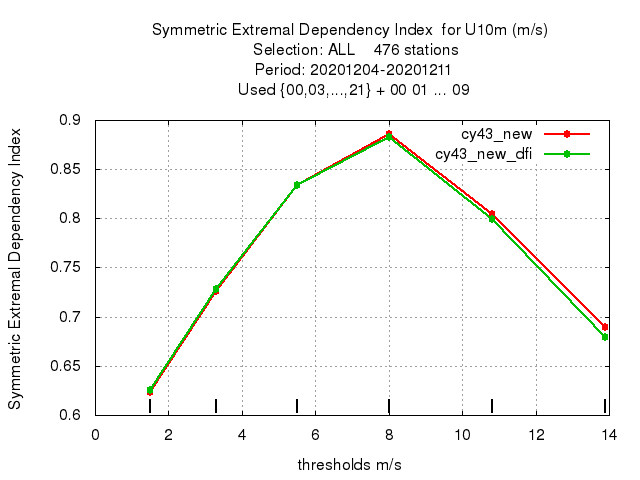 Symmetric Extremal Dependency Index  for U10m (m/s)
Selection: ALL    476 stations
Period: 20201204-20201211
Used {00,03,...,21} + 00 01 ... 09
Symmetric Extremal Dependency Index
0.9
0.85
0.8
0.75
0.7
0.65
0.6
cy43_new
cy43_new_dfi
0 2 4 6 8 10 12 14
thresholds m/s